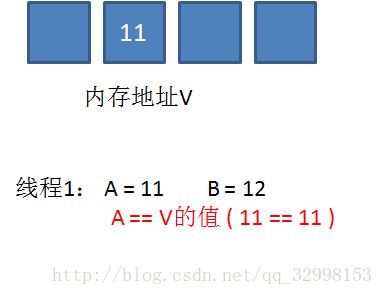 11
内存地址V
线程1： A = 11 B = 12
A == V的值 ( 11 == 11 )
http://blog.csdn.net/qq_32998153